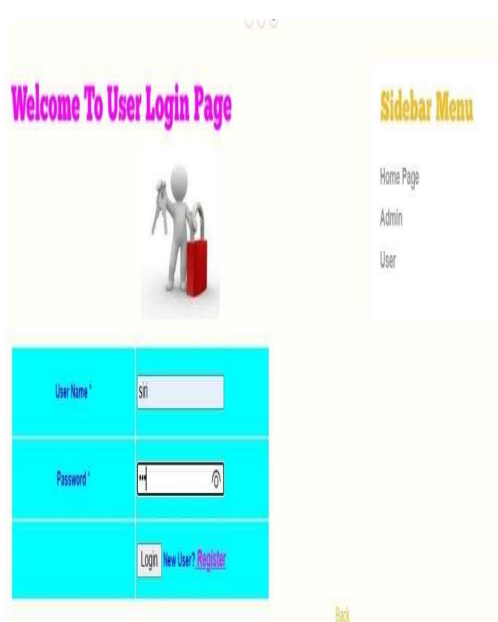 Welcome To User Login Page
Sidebar Menu
Home Page
Admin
User
User Name *
siri
Password *
•••
Login New User? Register
Back